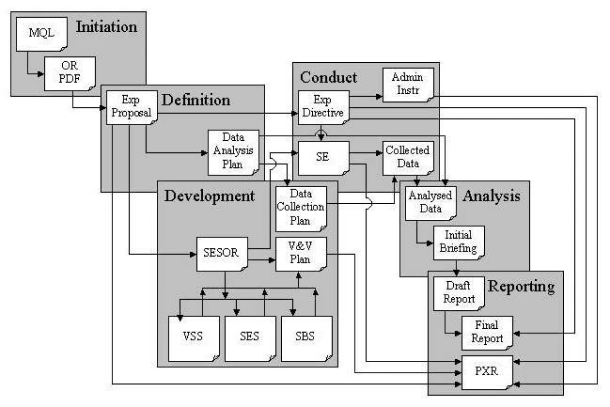 Initiation
MQL
OR
PDF
Definition
Exp
Proposal
Data
Analysis
Plan
Conduct
Exp
Directive
Admin
Instr
SE
Collected
Data
Development
Data
Collection
Plan
SESOR
V&V
Plan
VSS
SES
SBS
Analysis
Analysed
Data
Initial
Briefing
Reporting
Draft
Report
Final
Report
PXR